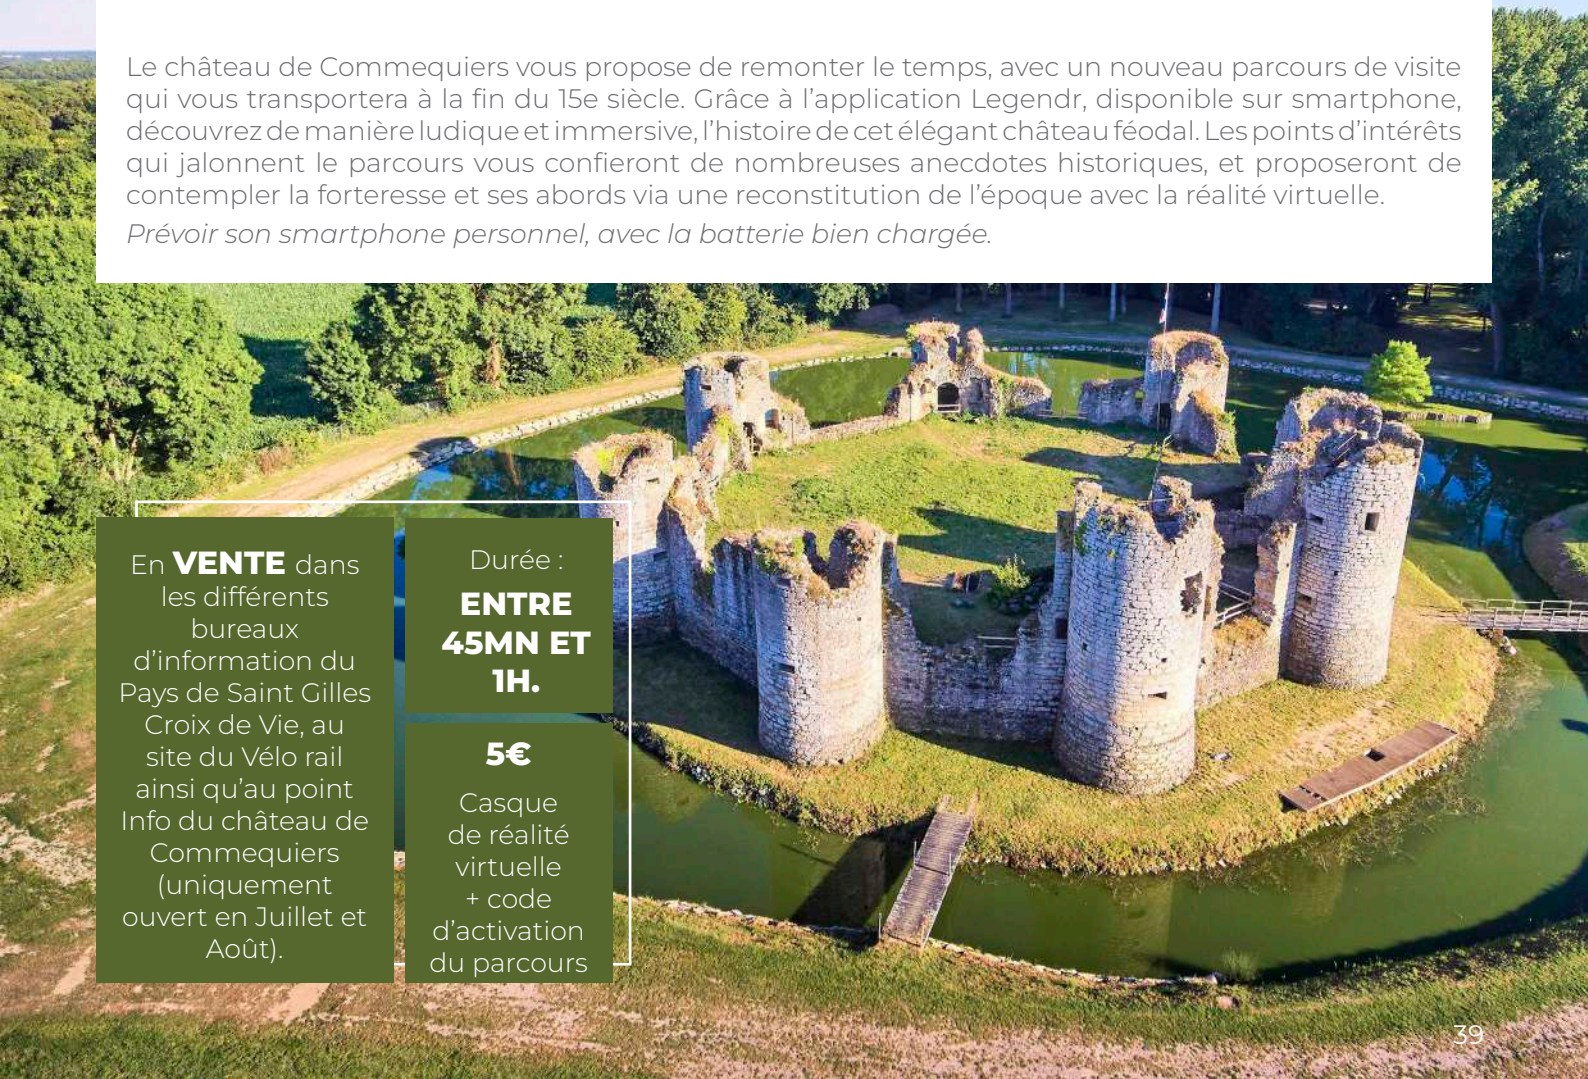 Le château de Commequiers vous propose de remonter le temps, avec un nouveau parcours de visite
qui vous transportera à la fin du 15e siècle. Grâce à l’application Legendr, disponible sur smartphone,
découvrez de manière ludique et immersive, l’histoire de cet élégant château féodal. Les points d’intérêts
qui jalonnent le parcours vous confieront de nombreuses anecdotes historiques, et proposeront de
contempler la forteresse et ses abords via une reconstitution de l’époque avec la réalité virtuelle.
Prévoir son smartphone personnel, avec la batterie bien chargée.
En VENTE dans
les différents
bureaux
d’information du
Pays de Saint Gilles
Croix de Vie, au
site du Vélo rail
ainsi qu’au point
Info du château de
Commequiers
(uniquement
ouvert en Juillet et
Août).
Durée :
ENTRE
45MN ET
1H.
5€
Casque
de réalité
virtuelle
+ code
d’activation
du parcours
39